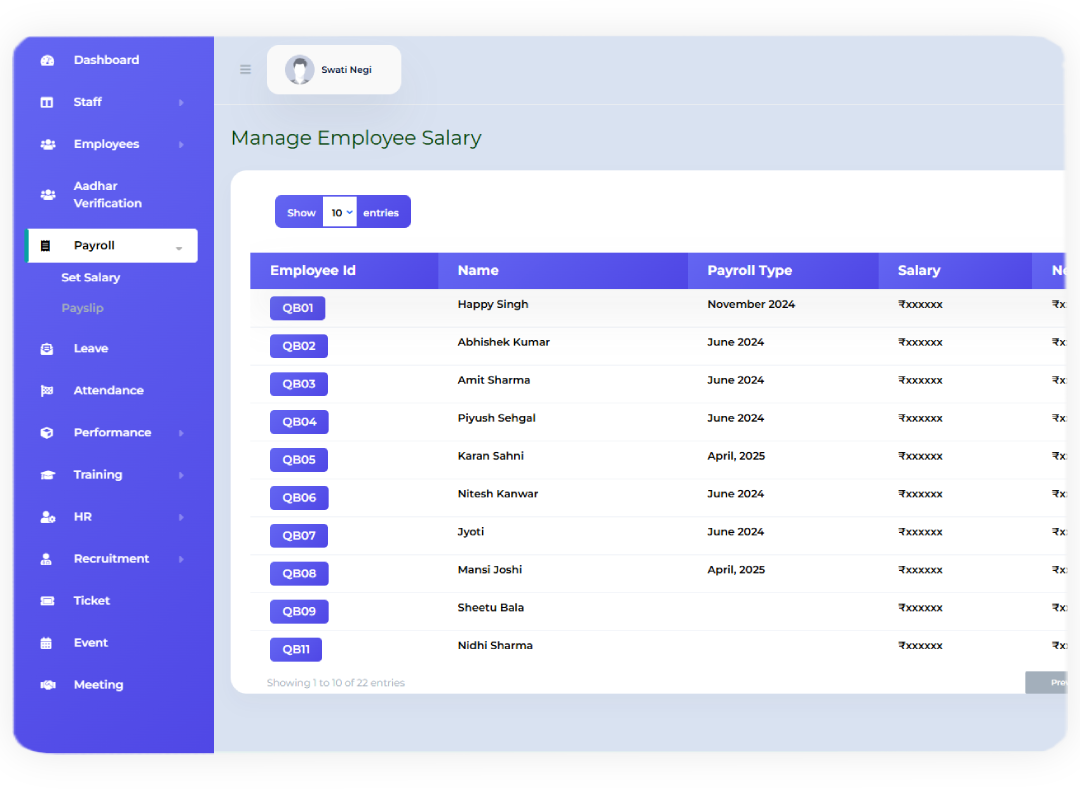 Dashboard
Staff
Employees
Aadhar
Verification
Payroll
Set Salary
Payslip
Leave
Attendance
Performance
Training
HR
Recruitment
Ticket
Event
Meeting
Swati Negi
Manage Employee Salary
Show 10 entries
Employee Id Name Payroll Type Salary Ne
QB01 Happy Singh November 2024 ₹xxxxxx ₹x
QB02 Abhishek Kumar June 2024 ₹xxxxxx ₹x
QB03 Amit Sharma June 2024 ₹xxxxxx ₹x
QB04 Piyush Sehgal June 2024 ₹xxxxxx ₹x
QB05 Karan Sahni April, 2025 ₹xxxxxx ₹x
QB06 Nitesh Kanwar June 2024 ₹xxxxxx ₹x
QB07 Jyoti June 2024 ₹xxxxxx ₹x
QB08 Mansi Joshi April, 2025 ₹xxxxxx ₹x
QB09 Sheetu Bala ₹xxxxxx ₹x
QB11 Nidhi Sharma ₹xxxxxx ₹x
Showing 1 to 10 of 22 entries
Pre